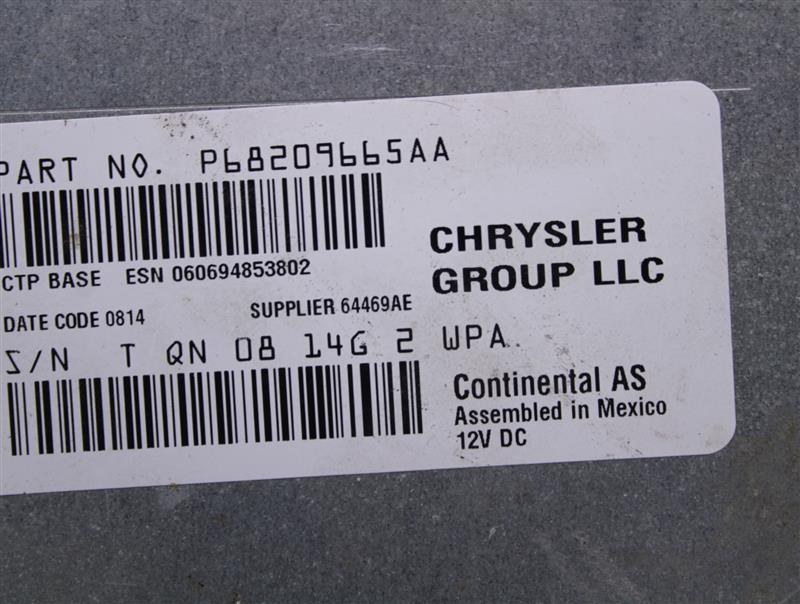 PART NO. P68209665AA
CTP BASE ESN 060694853802
DATE CODE 0814
SUPPLIER 64469AE
S/N T QN 08 14G 2 WPA
CHRYSLER
GROUP LLC
Continental AS
Assembled in Mexico
12V DC